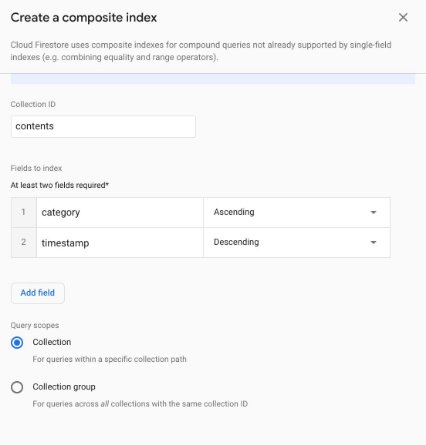 Create a composite index
Cloud Firestore uses composite indexes for compound queries not already supported by single-field
indexes (e.g. combining equality and range operators).
Collection ID
contents
Fields to index
At least two fields required*
1 category Ascending
2 timestamp Descending
Add field
Query scopes
Collection
For queries within a specific collection path
Collection group
For queries across all collections with the same collection ID